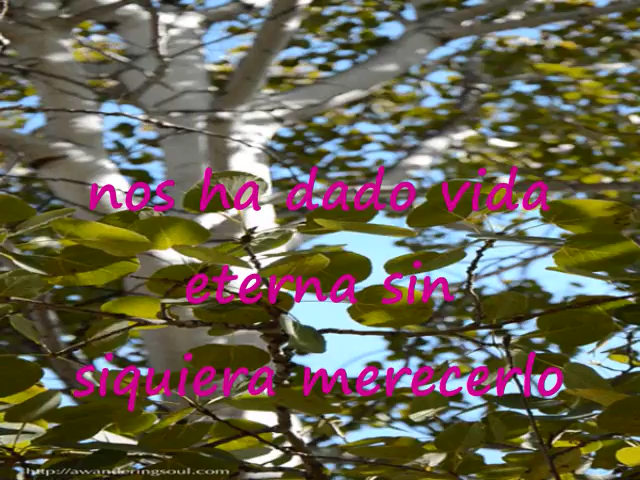 nos ha dado vida
eterna sin
siquiera merecerlo
http://awanderingsoul.com